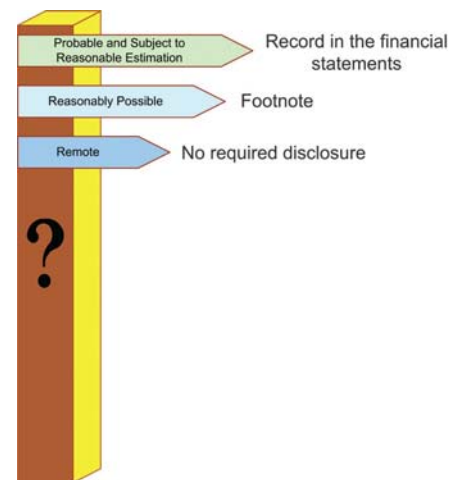 Probable and Subject to
Reasonable Estimation
Record in the financial
statements
Reasonably Possible
Footnote
Remote
No required disclosure
?